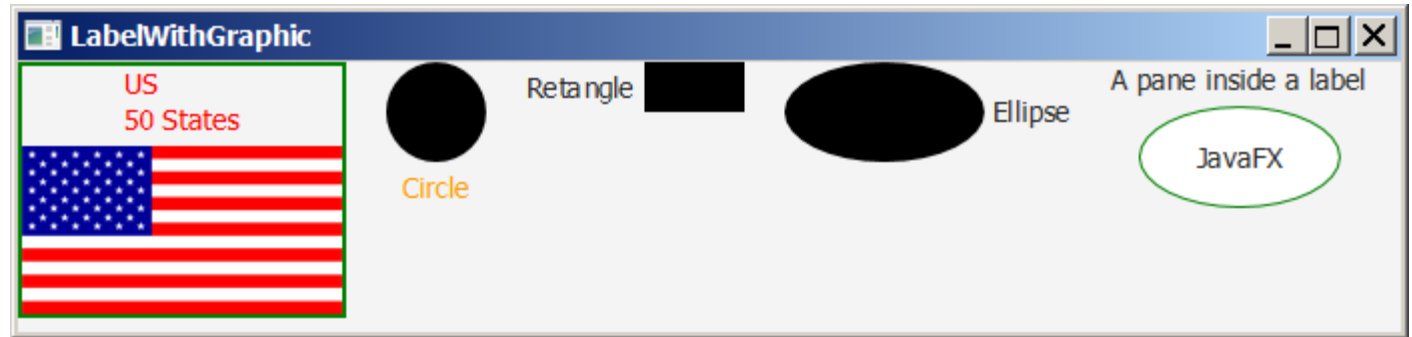 LabelWithGraphic
US
50 States
Circle
Retangle
Ellipse
A pane inside a label
JavaFX